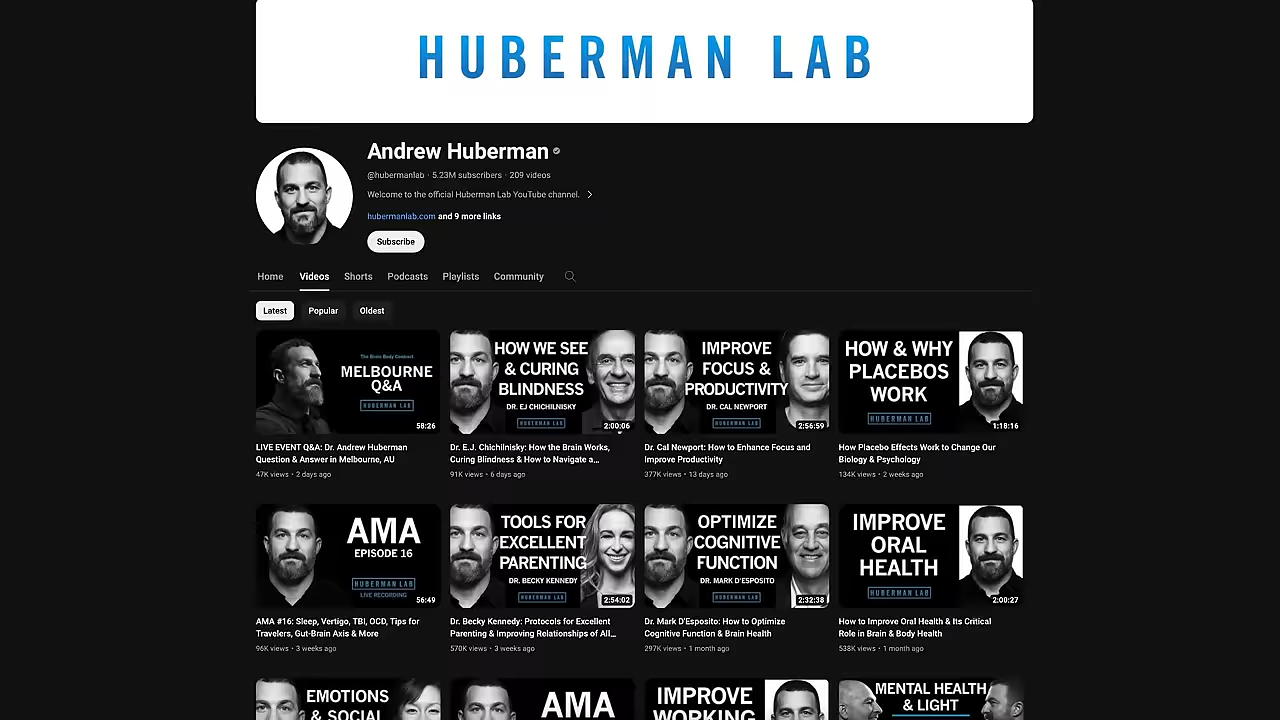 HUBERMAN LAB
Andrew Huberman
@hubermanlab · 5.23M subscribers · 209 videos
Welcome to the official Huberman Lab YouTube channel.
hubermanlab.com and 9 more links
Subscribe
Home Videos Shorts Podcasts Playlists Community
Latest Popular Oldest
The Brain Body Contract
MELBOURNE
Q&A
HUBERMAN LAB
58:26
HOW WE SEE
& CURING
BLINDNESS
DR. EJ CHICHILNISKY
HUBERMAN LAB
2:00:06
IMPROVE
FOCUS &
PRODUCTIVITY
DR. CAL NEWPORT
HUBERMAN LAB
2:56:59
HOW & WHY
PLACEBOS
WORK
HUBERMAN LAB
1:18:16
LIVE EVENT Q&A: Dr. Andrew Huberman
Question & Answer in Melbourne, AU
47K views • 2 days ago
Dr. E.J. Chichilnisky: How the Brain Works,
Curing Blindness & How to Navigate a...
91K views • 6 days ago
Dr. Cal Newport: How to Enhance Focus and
Improve Productivity
377K views • 13 days ago
How Placebo Effects Work to Change Our
Biology & Psychology
134K views • 2 weeks ago
AMA
EPISODE 16
HUBERMAN LAB
LIVE RECORDING
56:49
TOOLS FOR
EXCELLENT
PARENTING
DR. BECKY KENNEDY
HUBERMAN LAB
2:54:02
OPTIMIZE
COGNITIVE
FUNCTION
DR. MARK D'ESPOSITO
HUBERMAN LAB
2:32:38
IMPROVE
ORAL
HEALTH
HUBERMAN LAB
2:00:27
AMA #16: Sleep, Vertigo, TBI, OCD, Tips for
Travelers, Gut-Brain Axis & More
96K views • 3 weeks ago
Dr. Becky Kennedy: Protocols for Excellent
Parenting & Improving Relationships of All...
570K views • 3 weeks ago
Dr. Mark D'Esposito: How to Optimize
Cognitive Function & Brain Health
297K views • 1 month ago
How to Improve Oral Health & Its Critical
Role in Brain & Body Health
538K views • 1 month ago
EMOTIONS
& SOCIAL
AMA
IMPROVE
WORKING
MENTAL HEALTH
& LIGHT